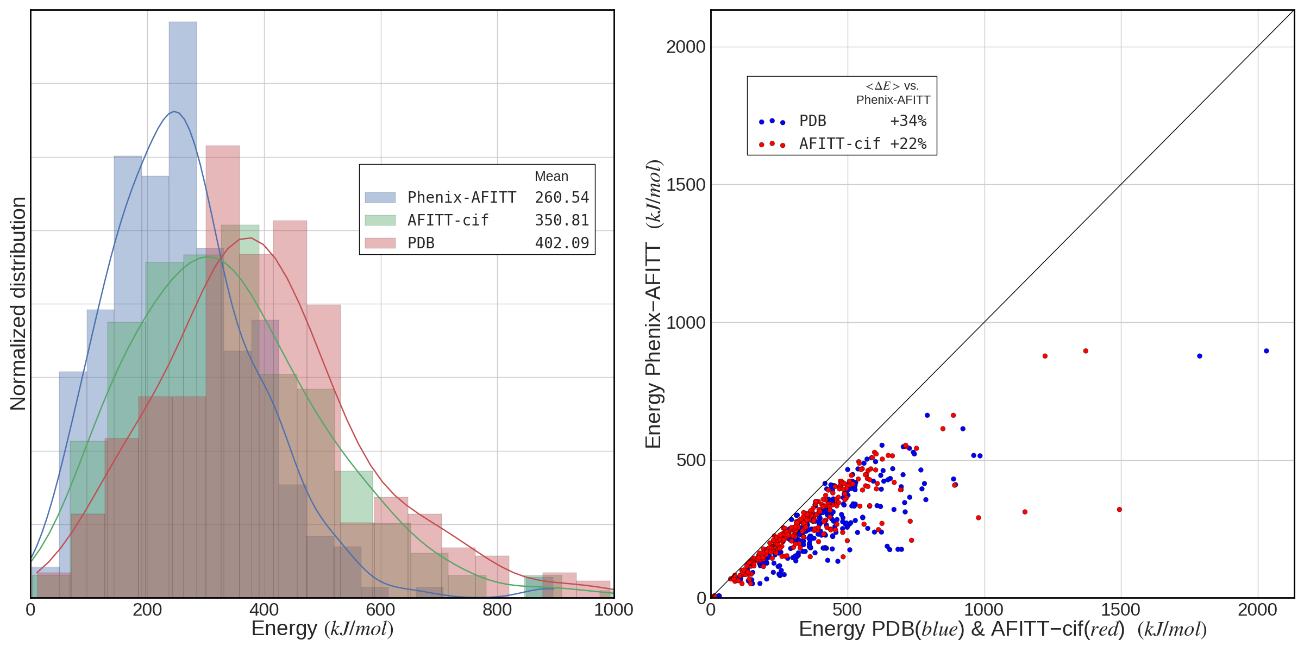 Normalized distribution
Mean
Phenix-AFITT 260.54
AFITT-cif 350.81
PDB 402.09
0 200 400 600 800 1000
Energy (kJ/mol)
Energy Phenix−AFITT (kJ/mol)
2000
1500
1000
500
0
<ΔE> vs.
Phenix-AFITT
PDB +34%
AFITT-cif +22%
0 500 1000 1500 2000
Energy PDB(blue) & AFITT−cif(red) (kJ/mol)